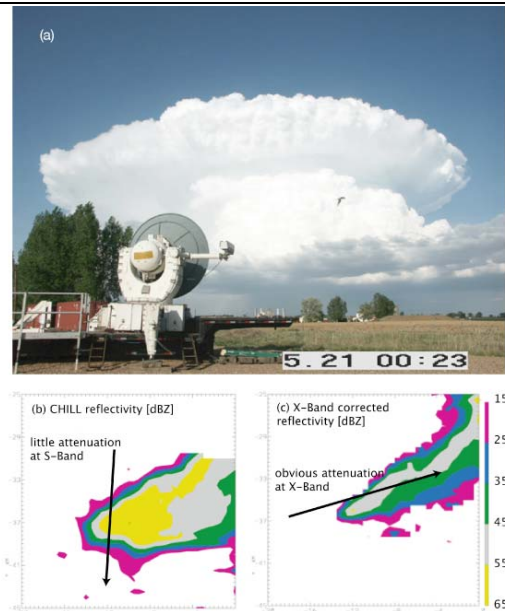 (a)
5.21 00:23
(b) CHILL reflectivity [dBZ]
little attenuation
at S-Band
(c) X-Band corrected
reflectivity [dBZ]
obvious attenuation
at X-Band
15
25
35
45
55
65